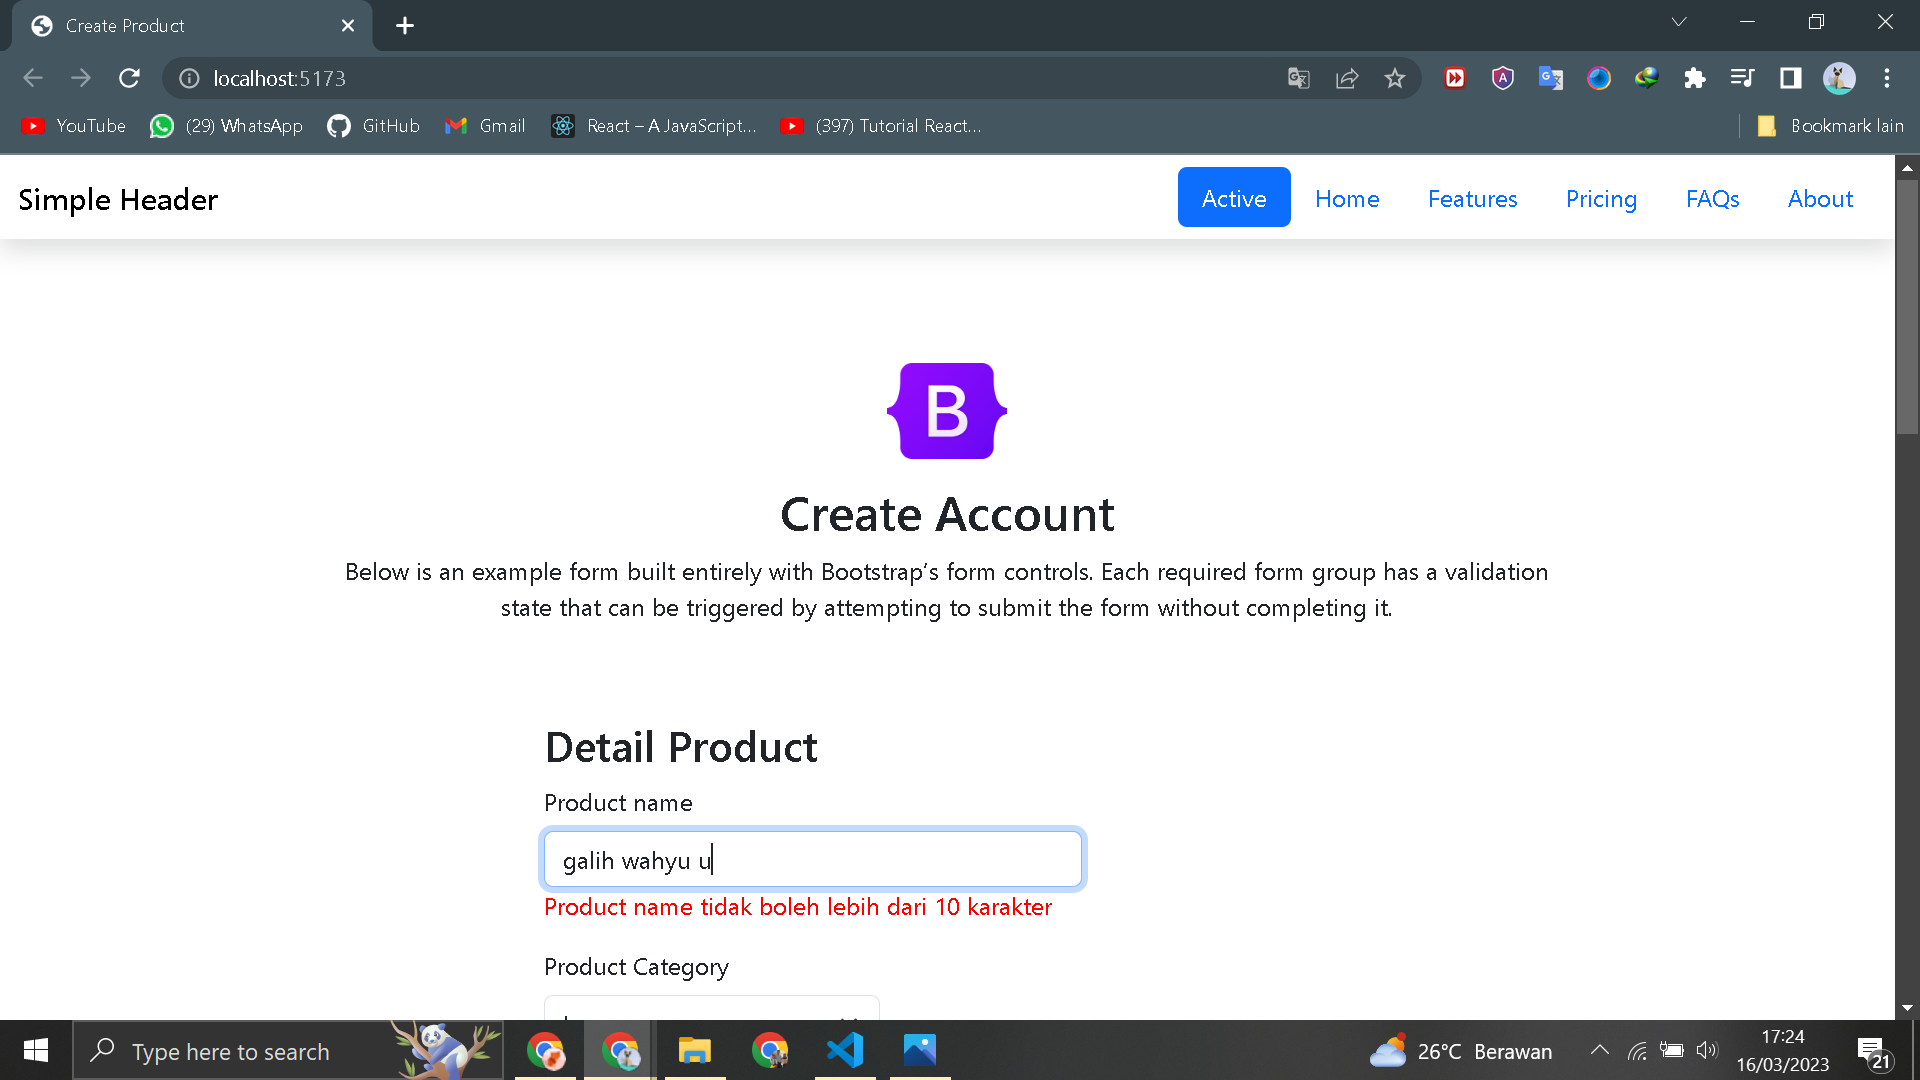 Create Product
localhost:5173
YouTube
(29) WhatsApp
GitHub
Gmail
React – A JavaScript...
(397) Tutorial React...
Bookmark lain
Simple Header
Active
Home
Features
Pricing
FAQs
About
B
Create Account
Below is an example form built entirely with Bootstrap’s form controls. Each required form group has a validation
state that can be triggered by attempting to submit the form without completing it.
Detail Product
Product name
galih wahyu u
Product name tidak boleh lebih dari 10 karakter
Product Category
Type here to search
26°C Berawan
17:24
16/03/2023
21